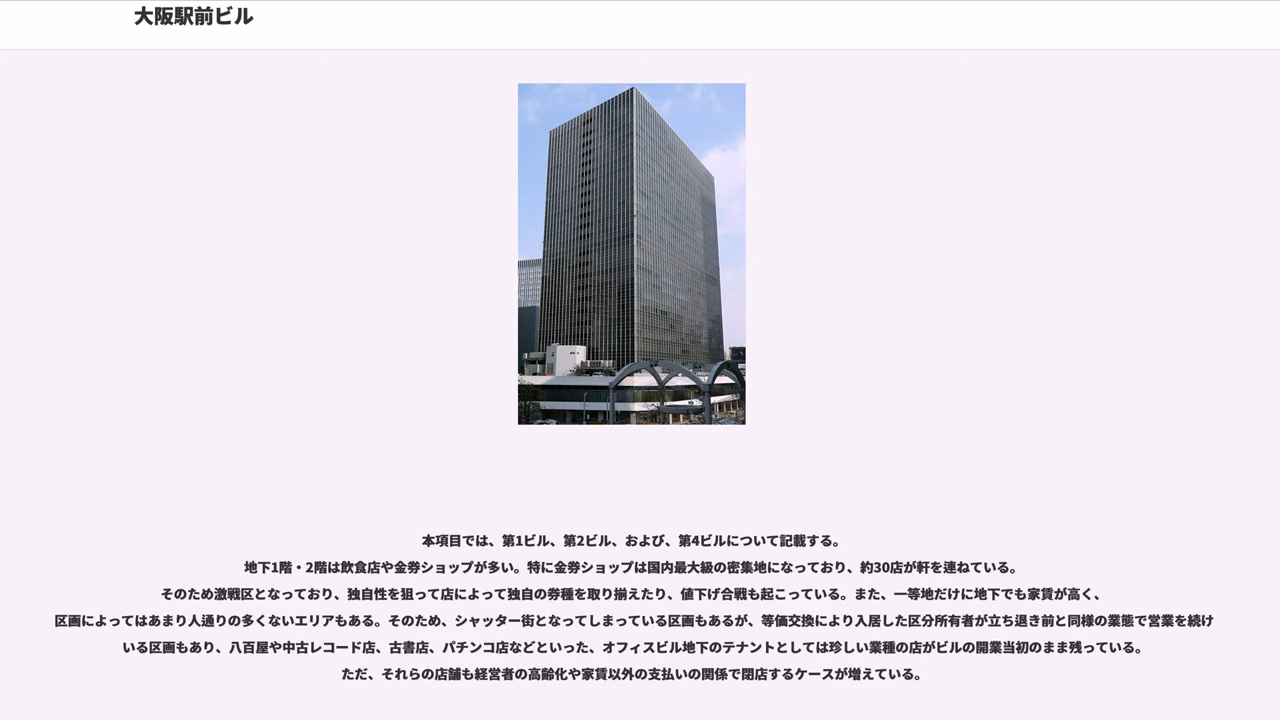 大阪駅前ビル
本項目では、第1ビル、第2ビル、および、第4ビルについて記載する。
地下1階・2階は飲食店や金券ショップが多い。特に金券ショップは国内最大級の密集地になっており、約30店が軒を連ねている。
そのため激戦区となっており、独自性を狙って店によって独自の券種を取り揃えたり、値下げ合戦も起こっている。また、一等地だけに地下でも家賃が高く、
区画によってはあまり人通りの多くないエリアもある。そのため、シャッター街となってしまっている区画もあるが、等価交換により入居した区分所有者が立ち退き前と同様の業態で営業を続け
いる区画もあり、八百屋や中古レコード店、古書店、パチンコ店などといった、オフィスビル地下のテナントとしては珍しい業種の店がビルの開業当初のまま残っている。
ただ、それらの店舗も経営者の高齢化や家賃以外の支払いの関係で閉店するケースが増えている。